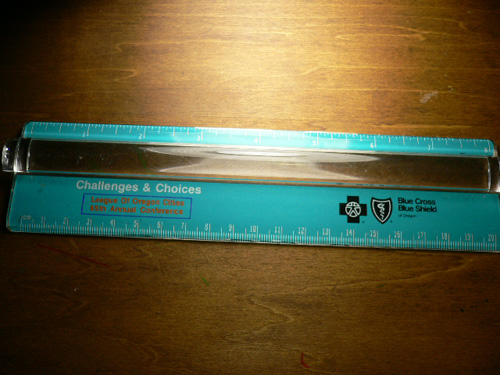 Challenges & Choices
League Of Oregon Cities
65th Annual Conference
Blue Cross
Blue Shield
of Oregon
1 2 3 4 5 6 7 8 9 10 11 12 13 14 15 16 17 18 19 20